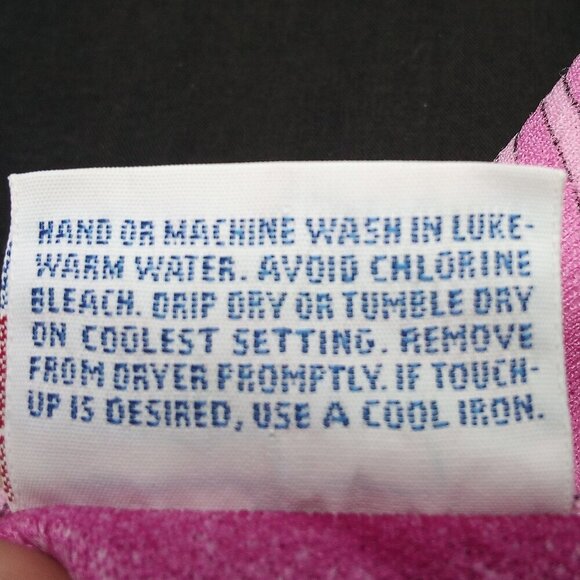 HAND OR MACHINE WASH IN LUKE-
WARM WATER. AVOID CHLORINE
BLEACH. DRIP DRY OR TUMBLE DRY
ON COOLEST SETTING. REMOVE
FROM DRYER PROMPTLY. IF TOUCH-
UP IS DESIRED, USE A COOL IRON.